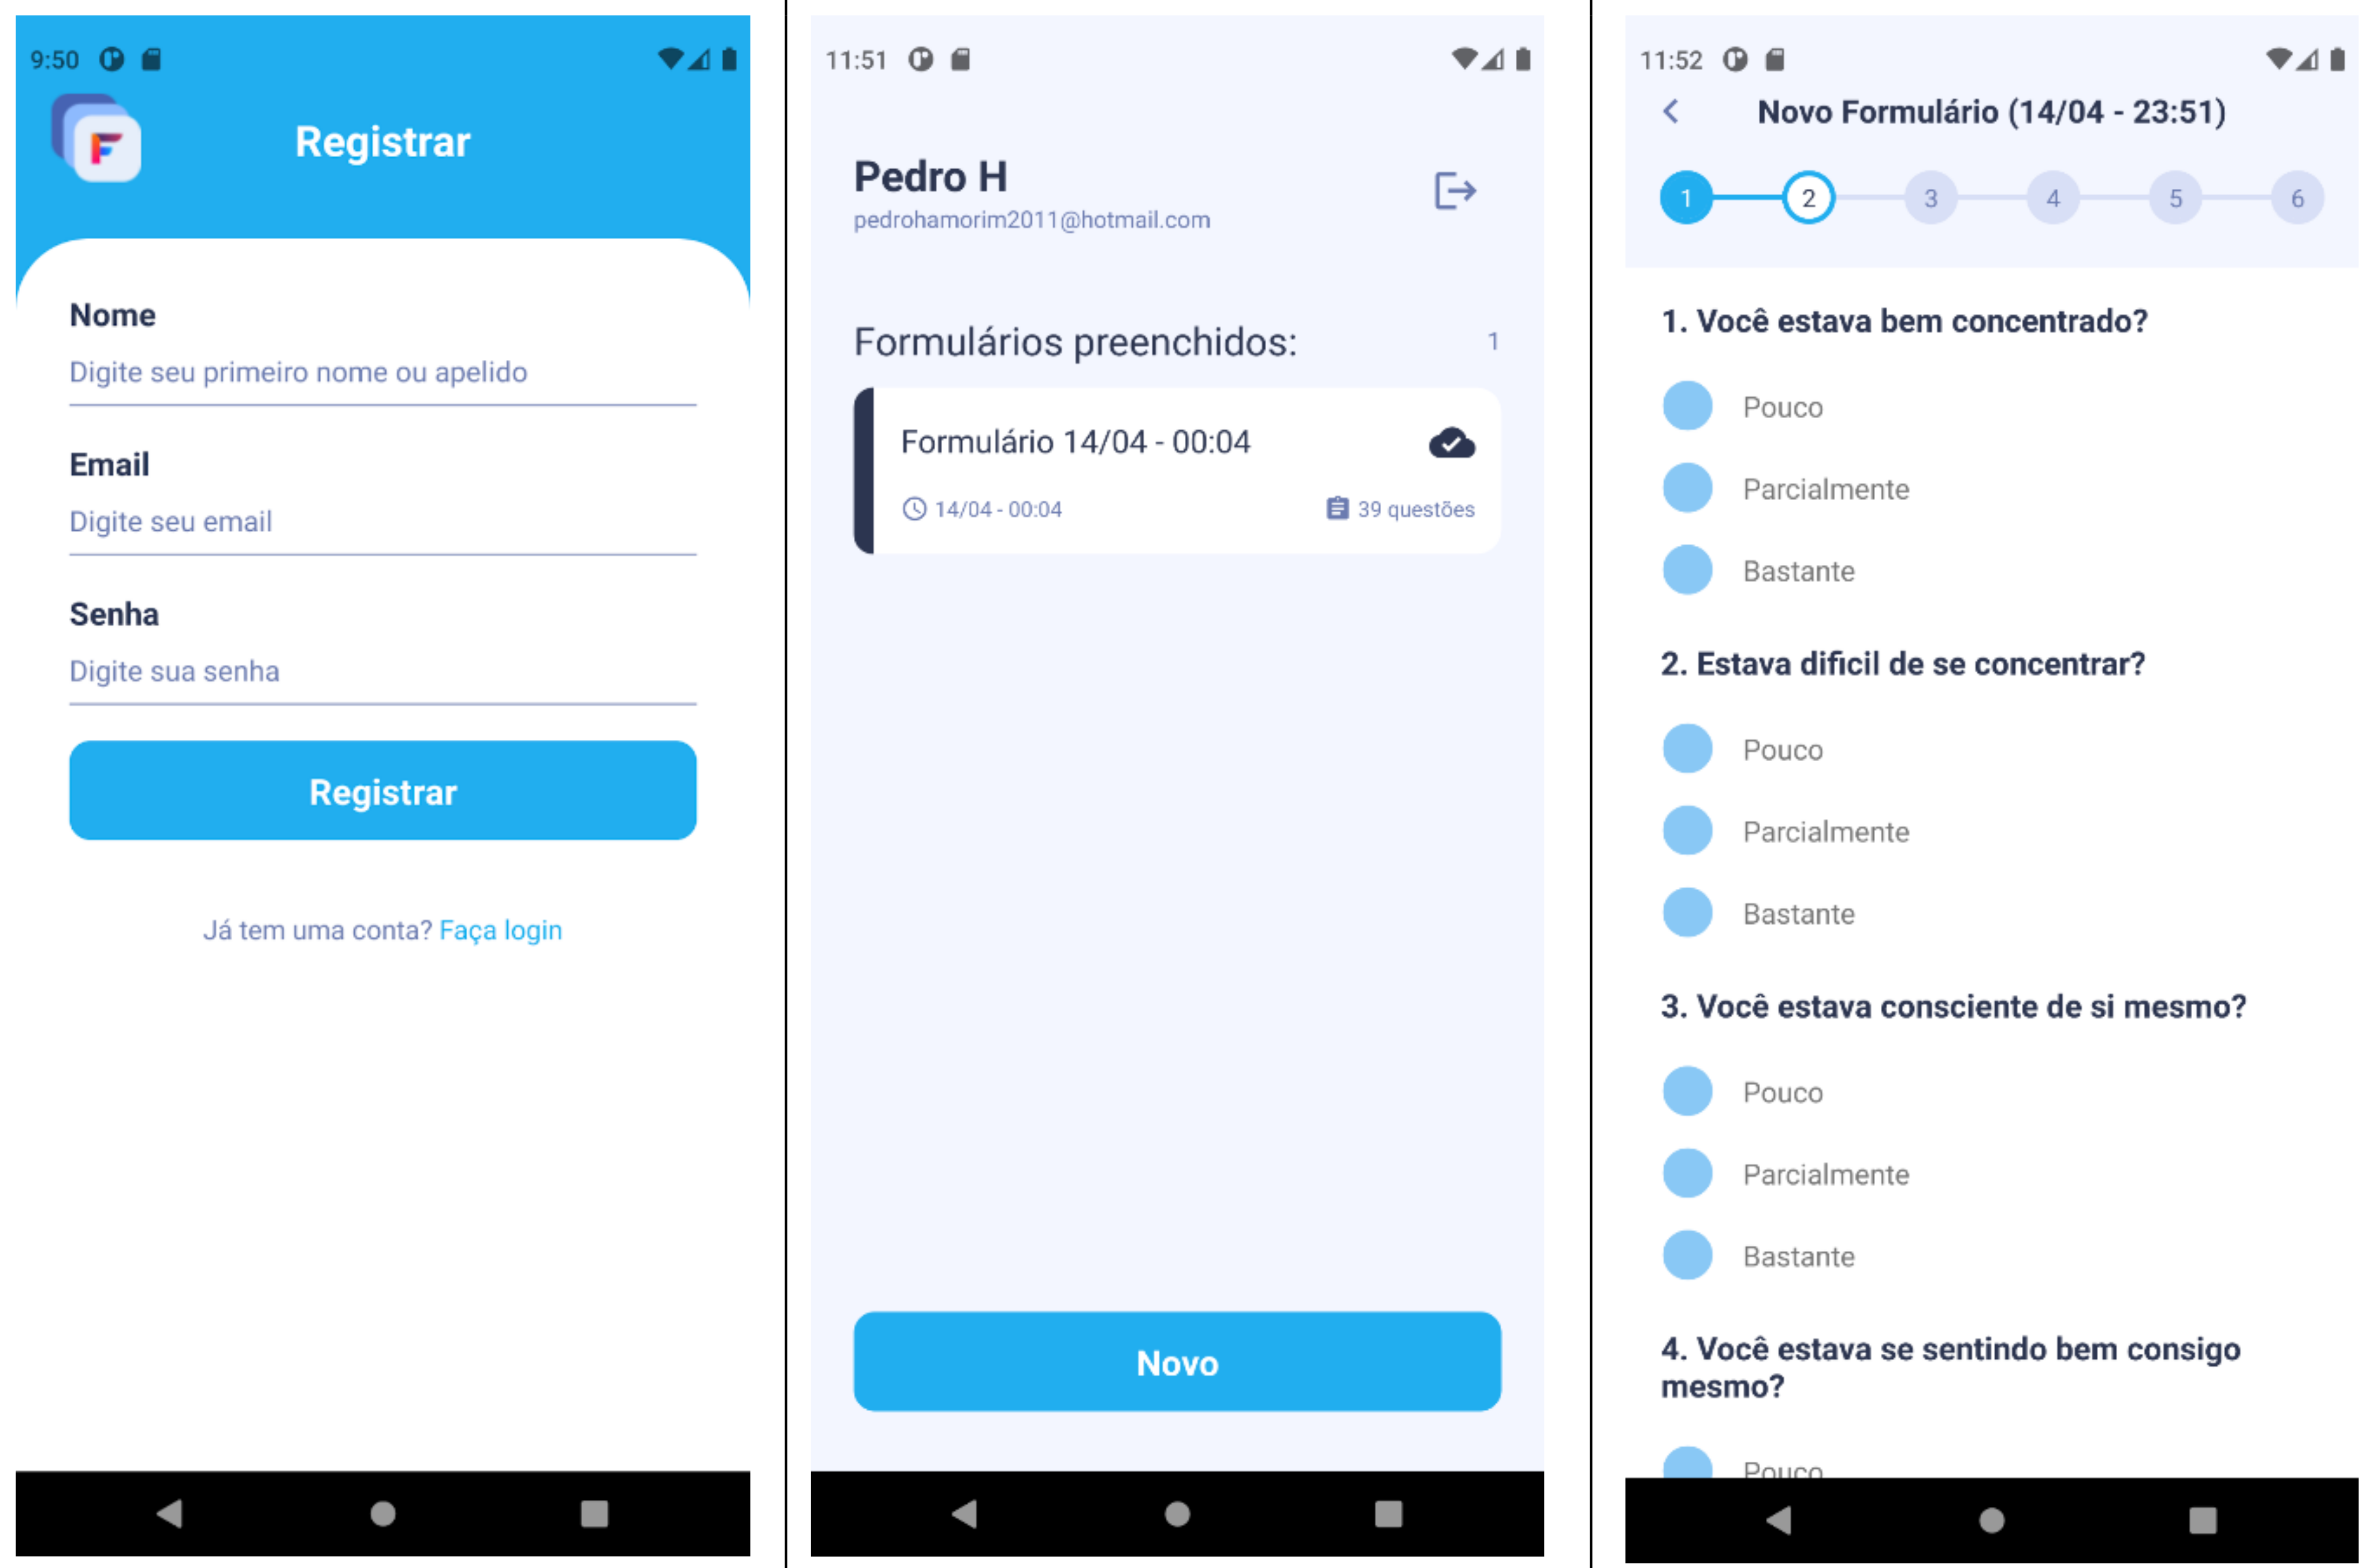 9:50
F
Registrar
Nome
Digite seu primeiro nome ou apelido
Email
Digite seu email
Senha
Digite sua senha
Registrar
Já tem uma conta? Faça login
11:51
Pedro H
pedrohamorim2011@hotmail.com
Formulários preenchidos: 1
Formulário 14/04 - 00:04
14/04 - 00:04 39 questões
Novo
11:52
Novo Formulário (14/04 - 23:51)
1 2 3 4 5 6
1. Você estava bem concentrado?
Pouco
Parcialmente
Bastante
2. Estava dificil de se concentrar?
Pouco
Parcialmente
Bastante
3. Você estava consciente de si mesmo?
Pouco
Parcialmente
Bastante
4. Você estava se sentindo bem consigo
mesmo?
Pouco